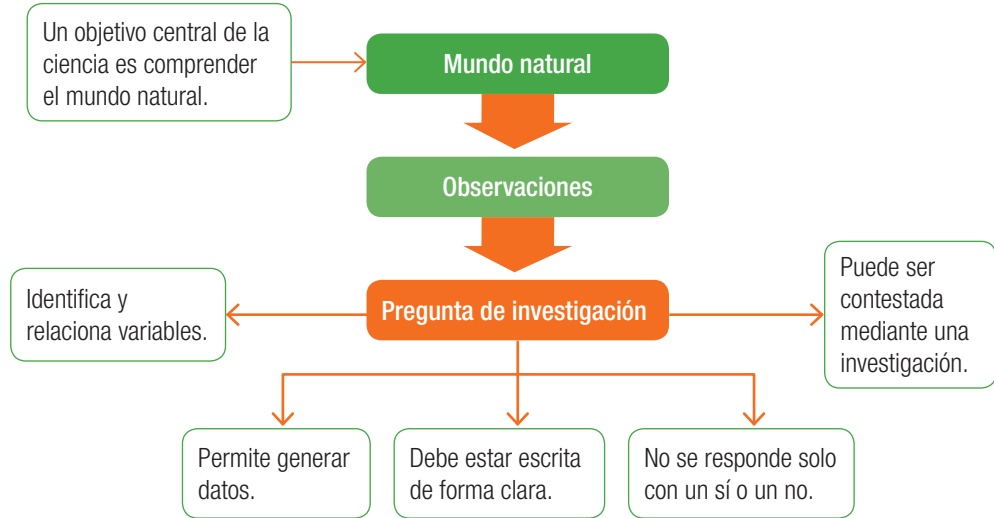 Un objetivo central de la
ciencia es comprender
el mundo natural.
Mundo natural
Observaciones
Identifica y
relaciona variables.
Pregunta de investigación
Puede ser
contestada
mediante una
investigación.
Permite generar
datos.
Debe estar escrita
de forma clara.
No se responde solo
con un sí o un no.